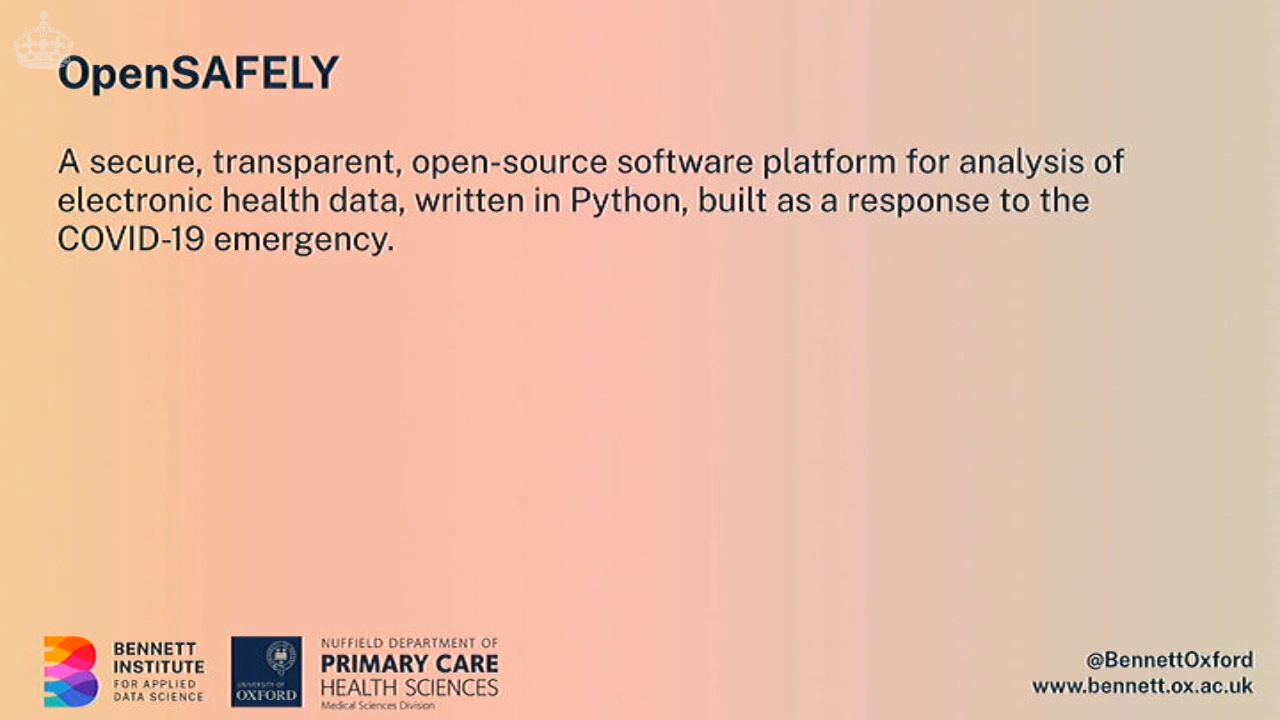 OpenSAFELY
A secure, transparent, open-source software platform for analysis of
electronic health data, written in Python, built as a response to the
COVID-19 emergency.
BENNETT
INSTITUTE
FOR APPLIED
DATA SCIENCE
UNIVERSITY OF
OXFORD
NUFFIELD DEPARTMENT OF
PRIMARY CARE
HEALTH SCIENCES
Medical Sciences Division
@BennettOxford
www.bennett.ox.ac.uk